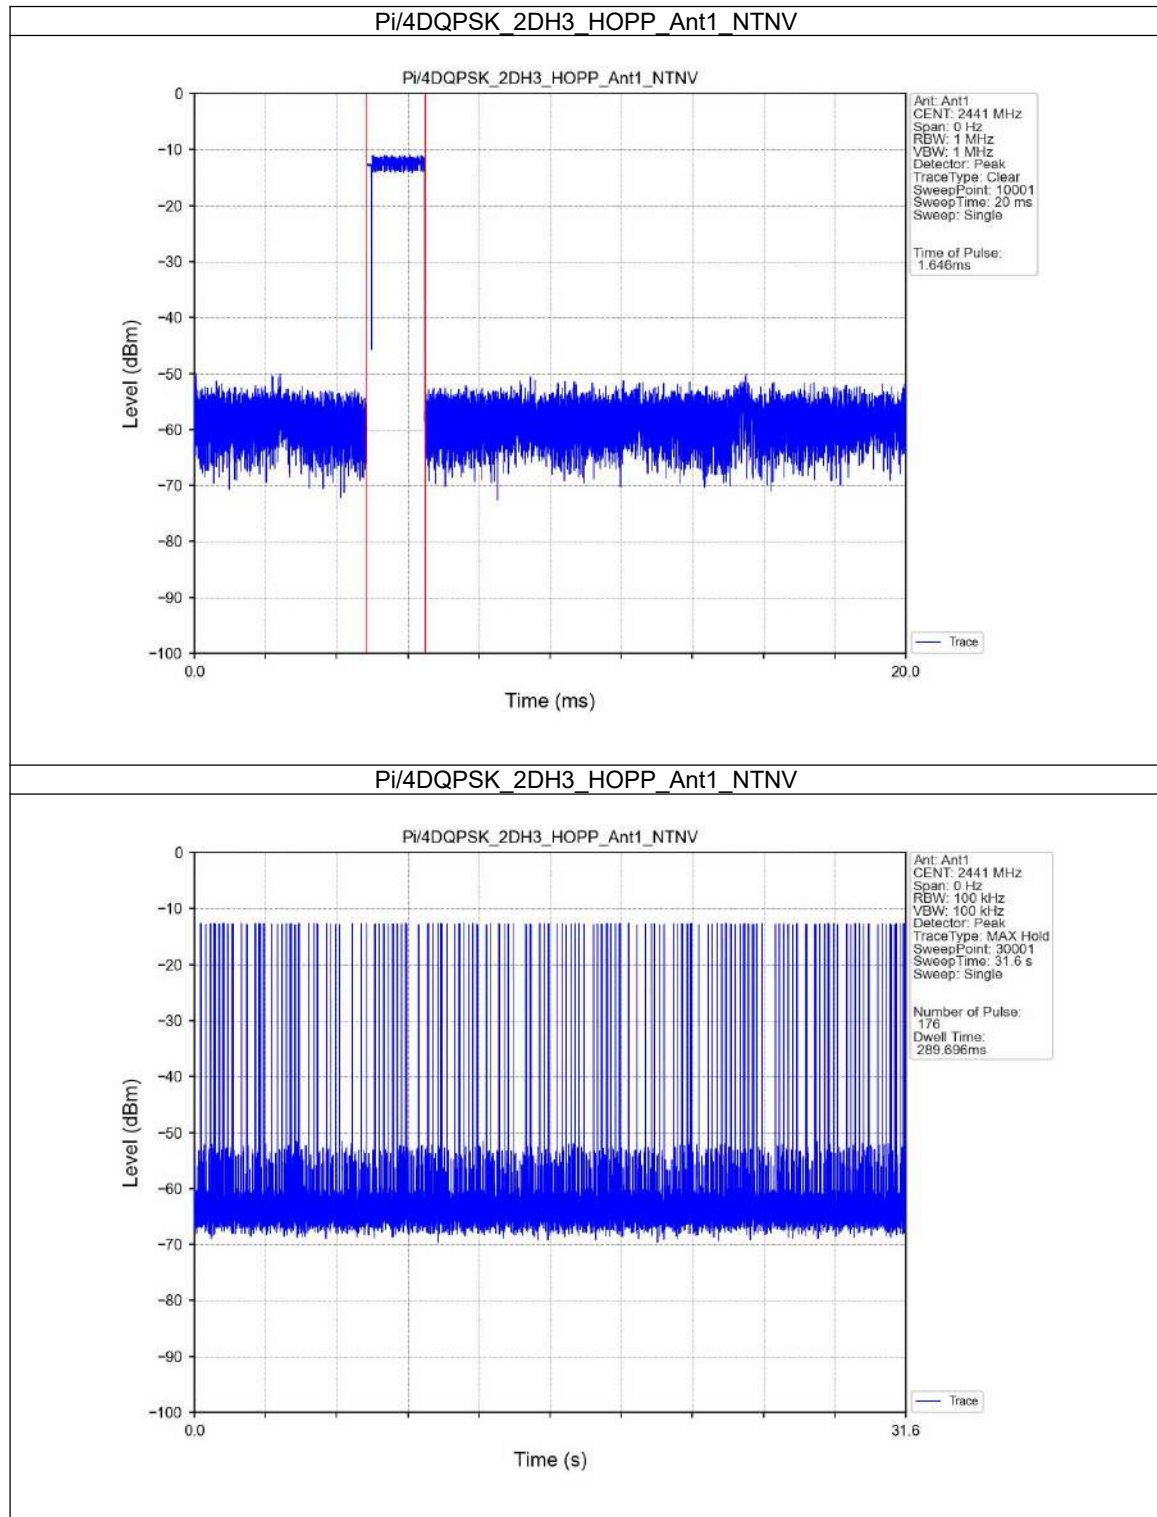 Pi/4DQPSK_2DH3_HOPP_Ant1_NTNV
Pi/4DQPSK_2DH3_HOPP_Ant1_NTNV
0
−10
−20
−30
−40
−50
−60
−70
−80
−90
−100
Level (dBm)
0.0
20.0
Time (ms)
Ant: Ant1
CENT: 2441 MHz
Span: 0 Hz
RBW: 1 MHz
VBW: 1 MHz
Detector: Peak
TraceType: Clear
SweepPoint: 10001
SweepTime: 20 ms
Sweep: Single
Time of Pulse:
1.646ms
Trace
Pi/4DQPSK_2DH3_HOPP_Ant1_NTNV
Pi/4DQPSK_2DH3_HOPP_Ant1_NTNV
0
−10
−20
−30
−40
−50
−60
−70
−80
−90
−100
Level (dBm)
0.0
31.6
Time (s)
Ant: Ant1
CENT: 2441 MHz
Span: 0 Hz
RBW: 100 kHz
VBW: 100 kHz
Detector: Peak
TraceType: MAX Hold
SweepPoint: 30001
SweepTime: 31.6 s
Sweep: Single
Number of Pulse:
176
Dwell Time:
289.696ms
Trace